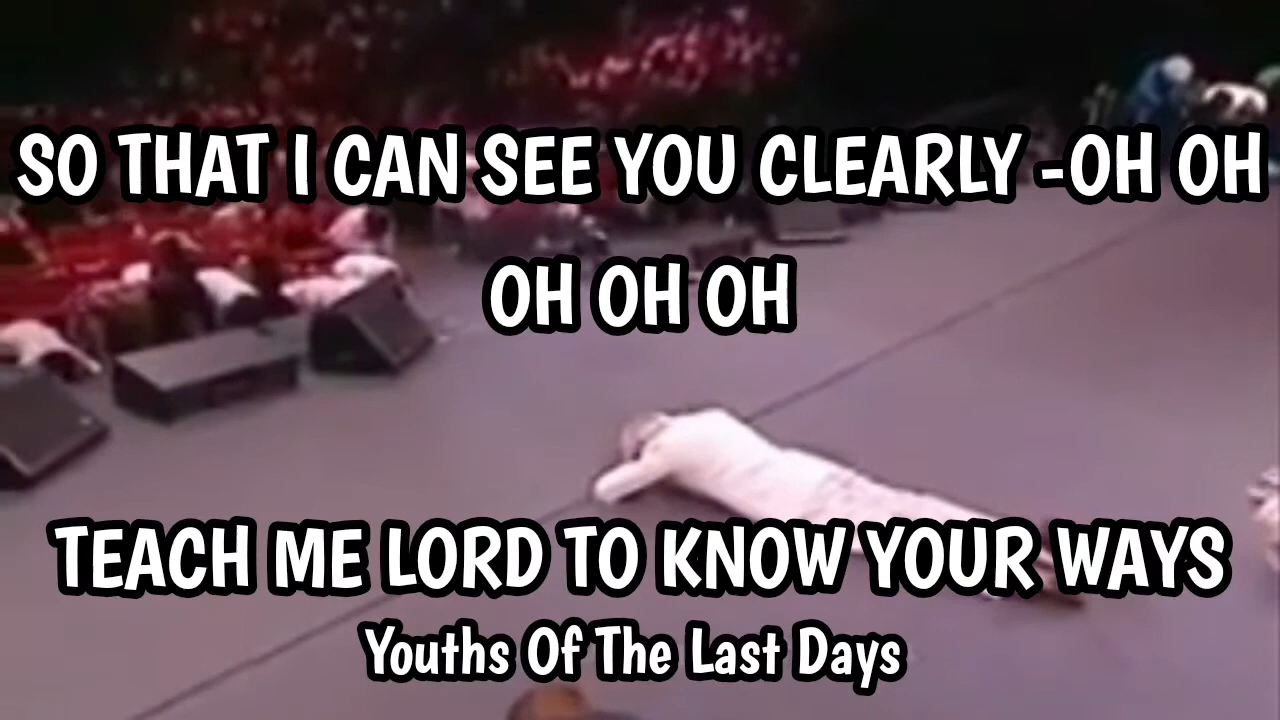 SO THAT I CAN SEE YOU CLEARLY -OH OH
OH OH OH
TEACH ME LORD TO KNOW YOUR WAYS
Youths Of The Last Days